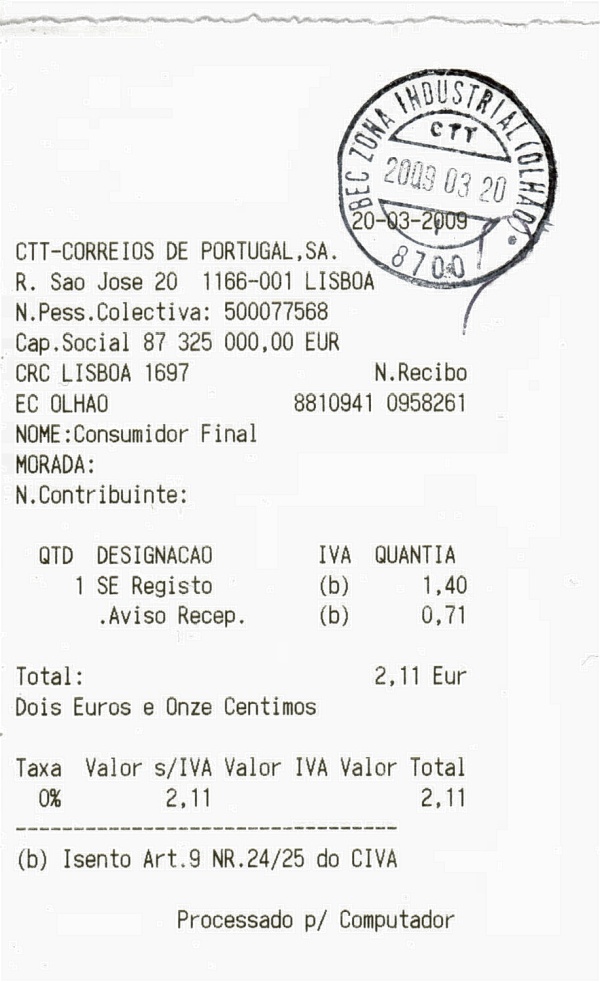 BEC ZONA INDUSTRIAL (OLHAO)
CTT
2009 03 20
8700
20-03-2009
CTT-CORREIOS DE PORTUGAL,SA.
R. Sao Jose 20 1166-001 LISBOA
N.Pess.Colectiva: 500077568
Cap.Social 87 325 000,00 EUR
CRC LISBOA 1697 N.Recibo
EC OLHAO 8810941 0958261
NOME:Consumidor Final
MORADA:
N.Contribuinte:
QTD DESIGNACAO IVA QUANTIA
1 SE Registo (b) 1,40
.Aviso Recep. (b) 0,71
Total: 2,11 Eur
Dois Euros e Onze Centimos
Taxa Valor s/IVA Valor IVA Valor Total
0% 2,11 2,11
---------------------------------
(b) Isento Art.9 NR.24/25 do CIVA
Processado p/ Computador